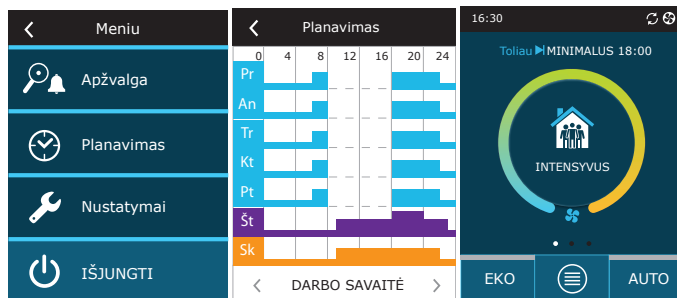 Meniu
Apžvalga
Planavimas
Nustatymai
IŠJUNGTI
Planavimas
0 4 8 12 16 20 24
Pr
An
Tr
Kt
Pt
Št
Sk
DARBO SAVAITĖ
16:30
Toliau MINIMALUS 18:00
INTENSYVUS
EKO
AUTO